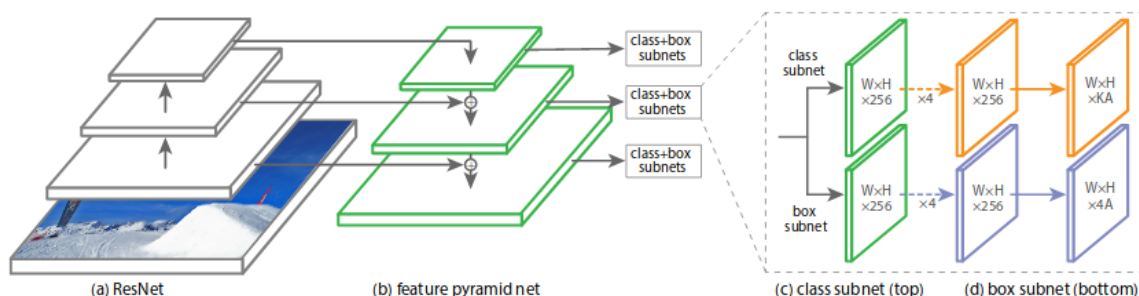 class+box
subnets
class+box
subnets
class+box
subnets
class
subnet
W×H
×256
×4
W×H
×256
W×H
×KA
box
subnet
W×H
×256
×4
W×H
×256
W×H
×4A
(a) ResNet
(b) feature pyramid net
(c) class subnet (top)
(d) box subnet (bottom)